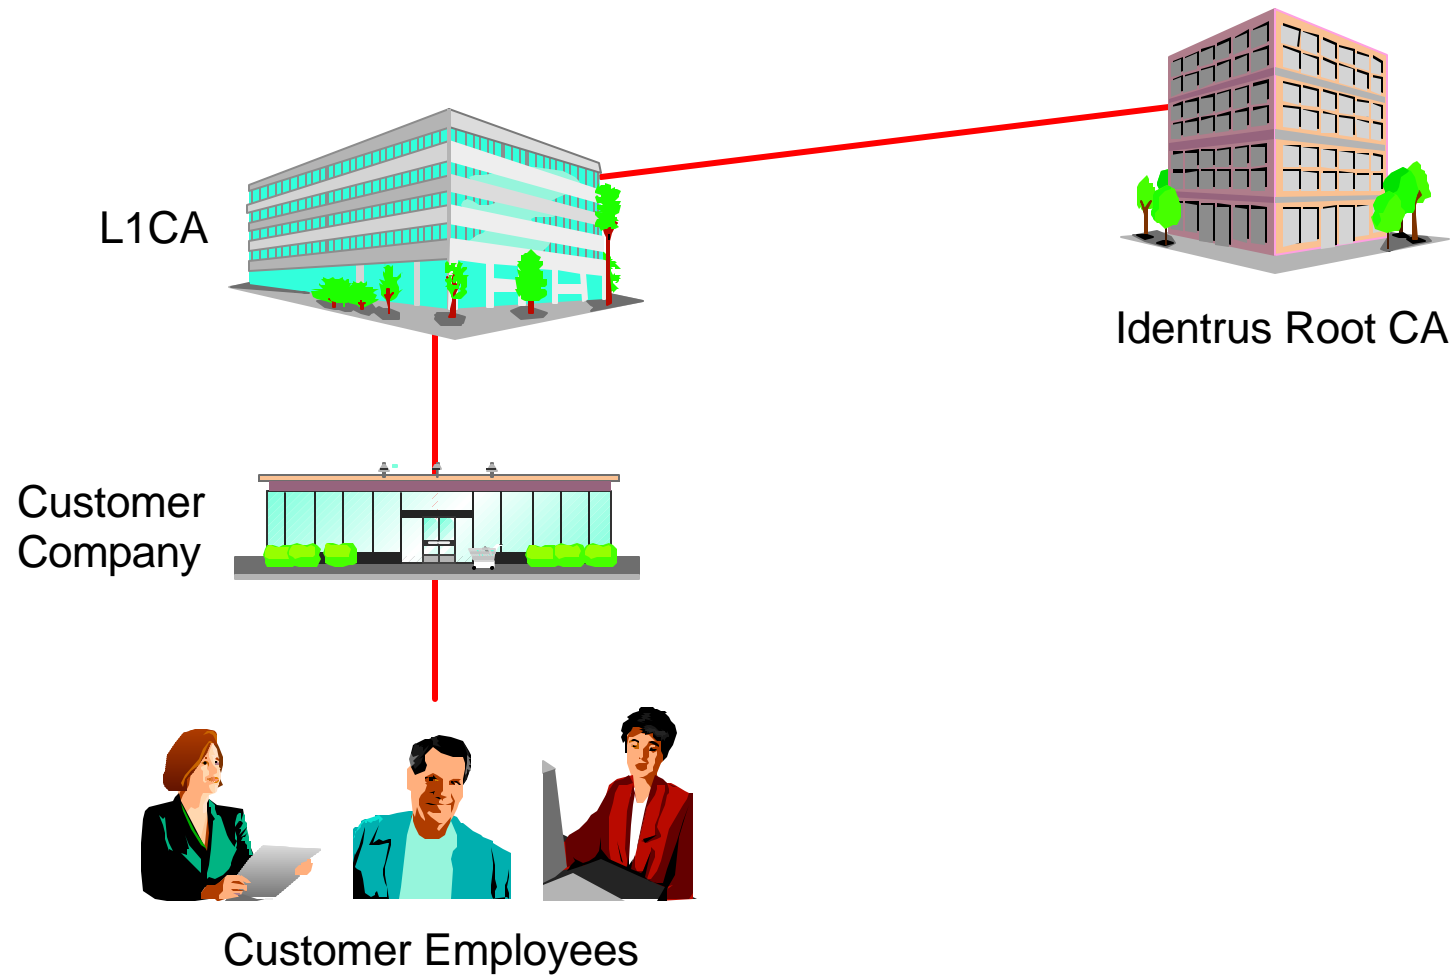 L1CA
Identrus Root CA
Customer
Company
Customer Employees